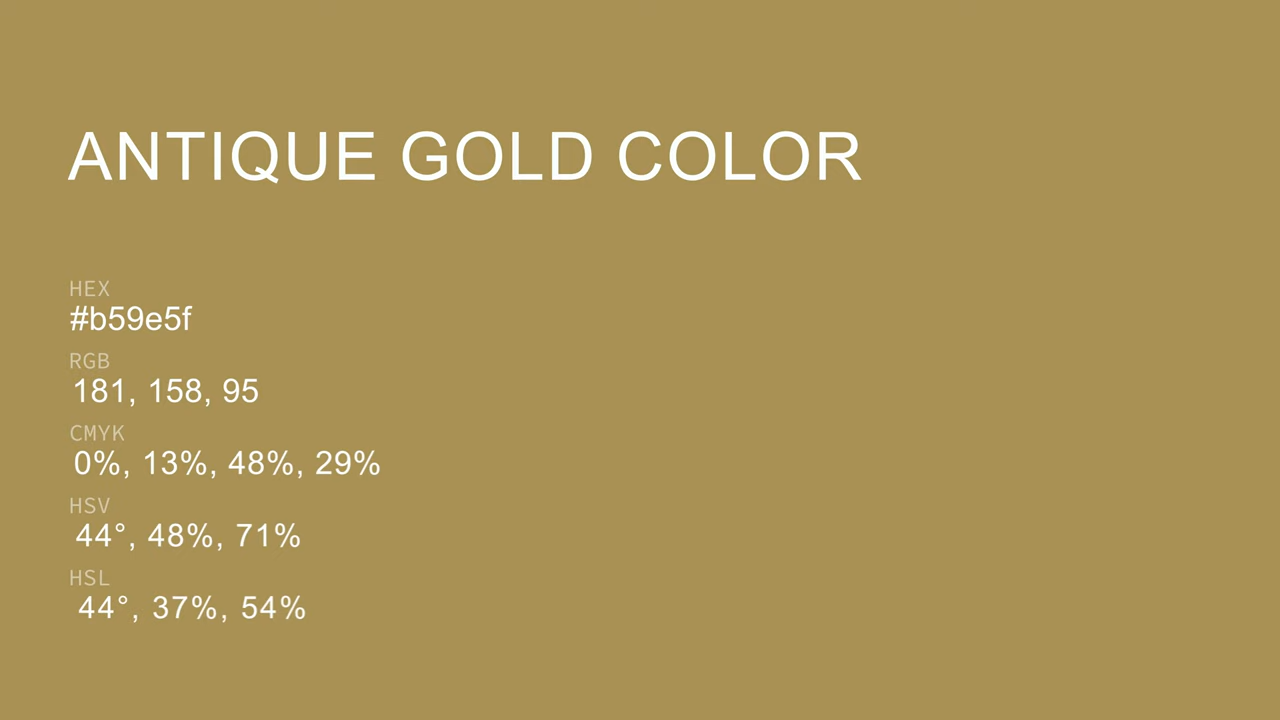 ANTIQUE GOLD COLOR
HEX
#b59e5f
RGB
181, 158, 95
CMYK
0%, 13%, 48%, 29%
HSV
44°, 48%, 71%
HSL
44°, 37%, 54%